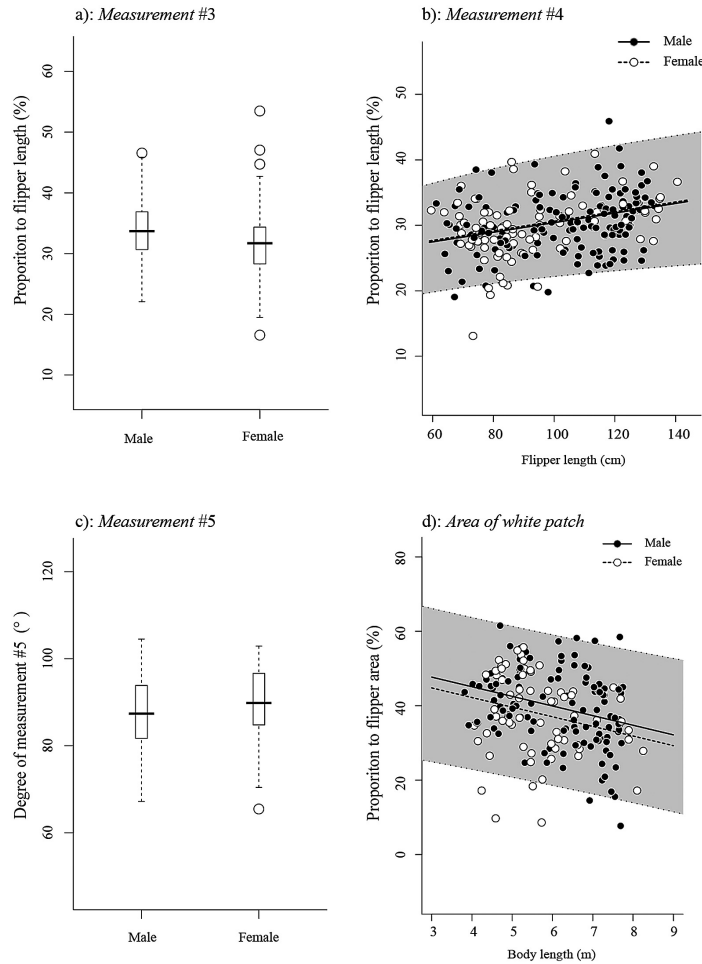 a): Measurement #3
Proporiton to flipper length (%)
60
50
40
30
20
10
Male
Female
b): Measurement #4
Male
Female
Proporiton to flipper length (%)
50
40
30
20
10
60
80
100
120
140
Flipper length (cm)
c): Measurement #5
Degree of measurement #5 (°)
120
100
80
60
Male
Female
d): Area of white patch
Male
Female
Proporiton to flipper area (%)
80
60
40
20
0
3
4
5
6
7
8
9
Body length (m)